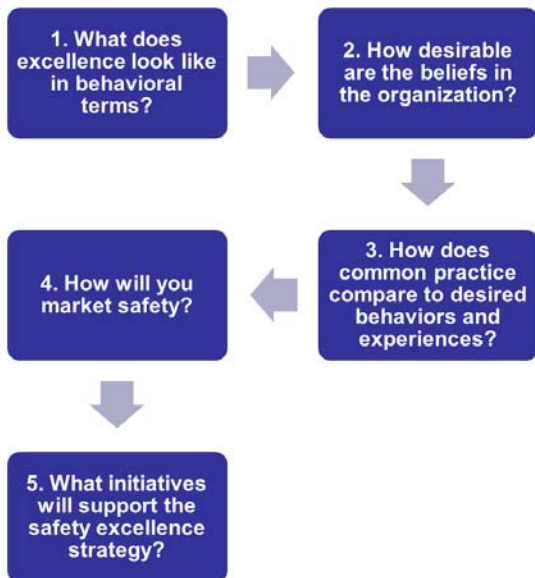 1. What does
excellence look like
in behavioral
terms?
2. How desirable
are the beliefs in
the organization?
3. How does
common practice
compare to desired
behaviors and
experiences?
4. How will you
market safety?
5. What initiatives
will support the
safety excellence
strategy?